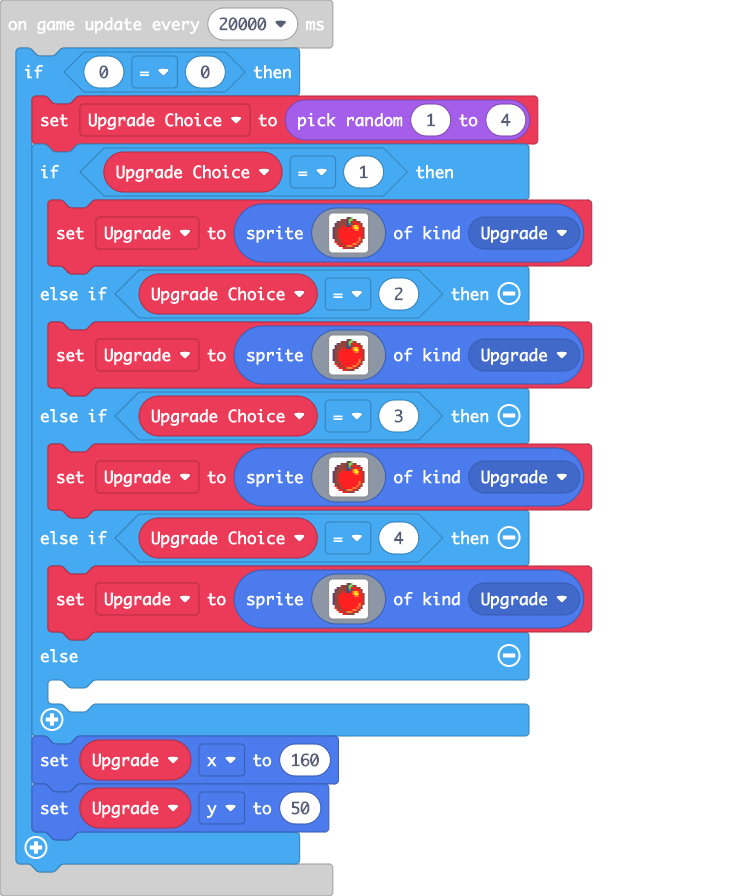 on game update every 20000 ms
if 0 = 0 then
set Upgrade Choice to pick random 1 to 4
if Upgrade Choice = 1 then
set Upgrade to sprite of kind Upgrade
else if Upgrade Choice = 2 then
set Upgrade to sprite of kind Upgrade
else if Upgrade Choice = 3 then
set Upgrade to sprite of kind Upgrade
else if Upgrade Choice = 4 then
set Upgrade to sprite of kind Upgrade
else
set Upgrade x to 160
set Upgrade y to 50